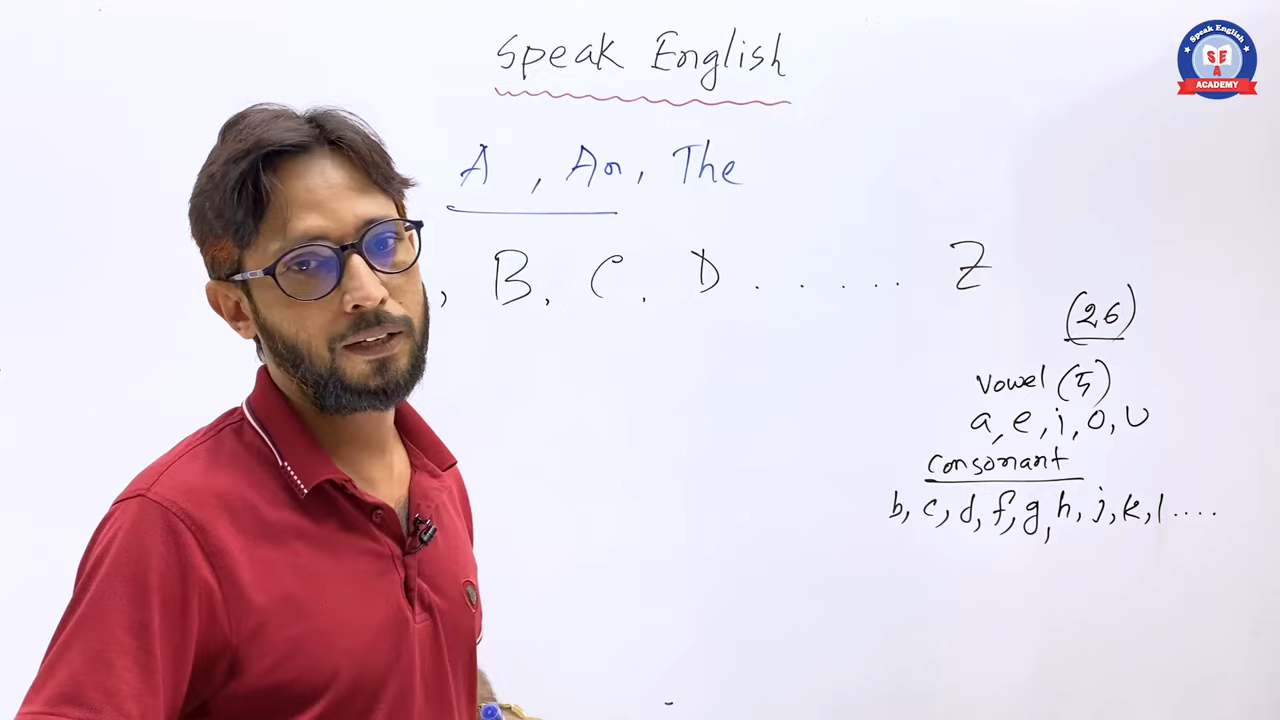 Speak English
Speak English
SE
A
ACADEMY
A, An, The
, B, C, D . . . . . . Z
(26)
Vowel (5)
a, e, i, o, U
Consonant
b, c, d, f, g, h, j, k, l ....